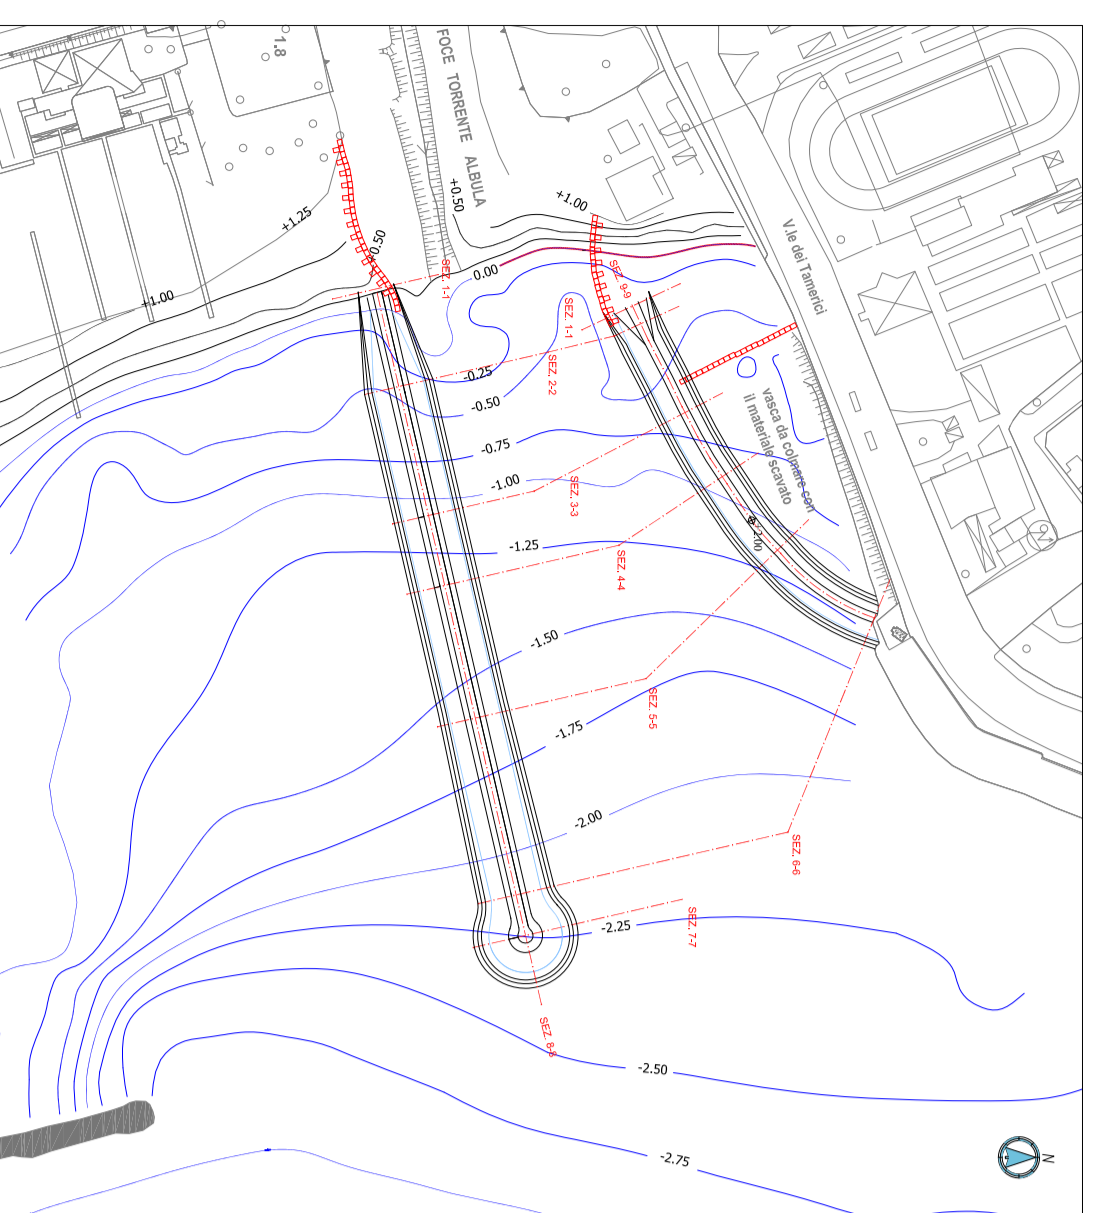 1.8
FOCE TORRENTE ALBULA
+0.50
+1.00
+1.25
+0.50
+1.00
V.le dei Tamerici
SEZ. 1-1
0.00
SEZ. 9-9
SEZ. 1-1
SEZ. 2-2
-0.25
-0.50
-0.75
-1.00
vasca da colmare con
il materiale scavato
SEZ. 3-3
+2.00
-1.25
SEZ. 4-4
-1.50
SEZ. 5-5
-1.75
-2.00
SEZ. 6-6
-2.25
SEZ. 7-7
SEZ. 8-8
-2.50
-2.75
N